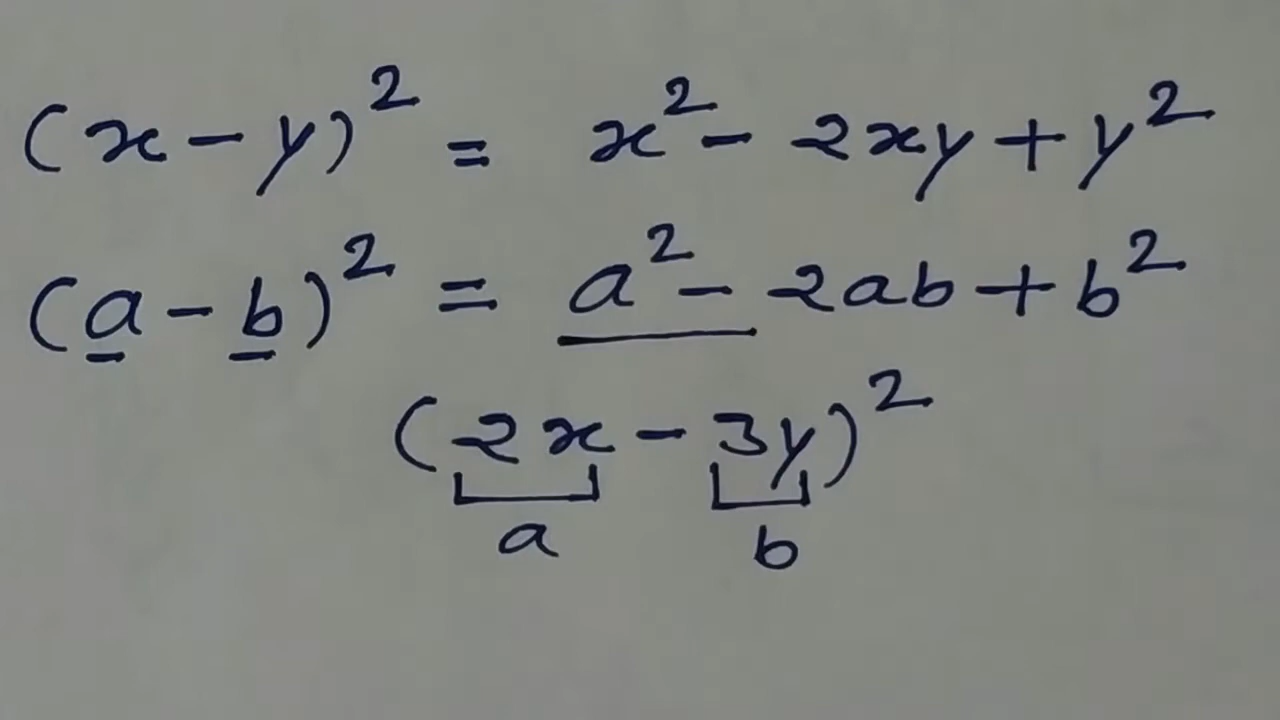 (x - y)² = x² - 2xy + y²
(a - b)² = a² - 2ab + b²
(2x - 3y)²
a b